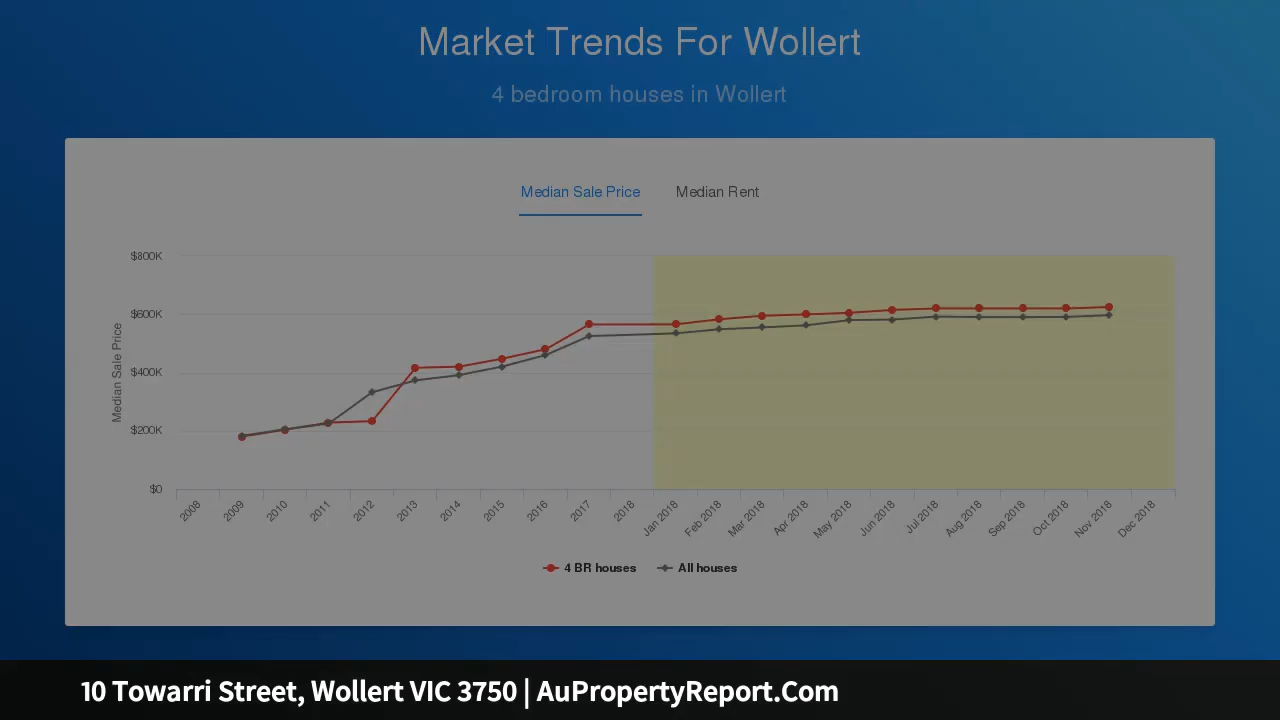 Market Trends For Wollert
4 bedroom houses in Wollert
Median Sale Price Median Rent
Median Sale Price
$800K
$600K
$400K
$200K
$0
2008 2009 2010 2011 2012 2013 2014 2015 2016 2017 2018 Jan 2018 Feb 2018 Mar 2018 Apr 2018 May 2018 Jun 2018 Jul 2018 Aug 2018 Sep 2018 Oct 2018 Nov 2018 Dec 2018
4 BR houses All houses
10 Towarri Street, Wollert VIC 3750 | AuPropertyReport.Com